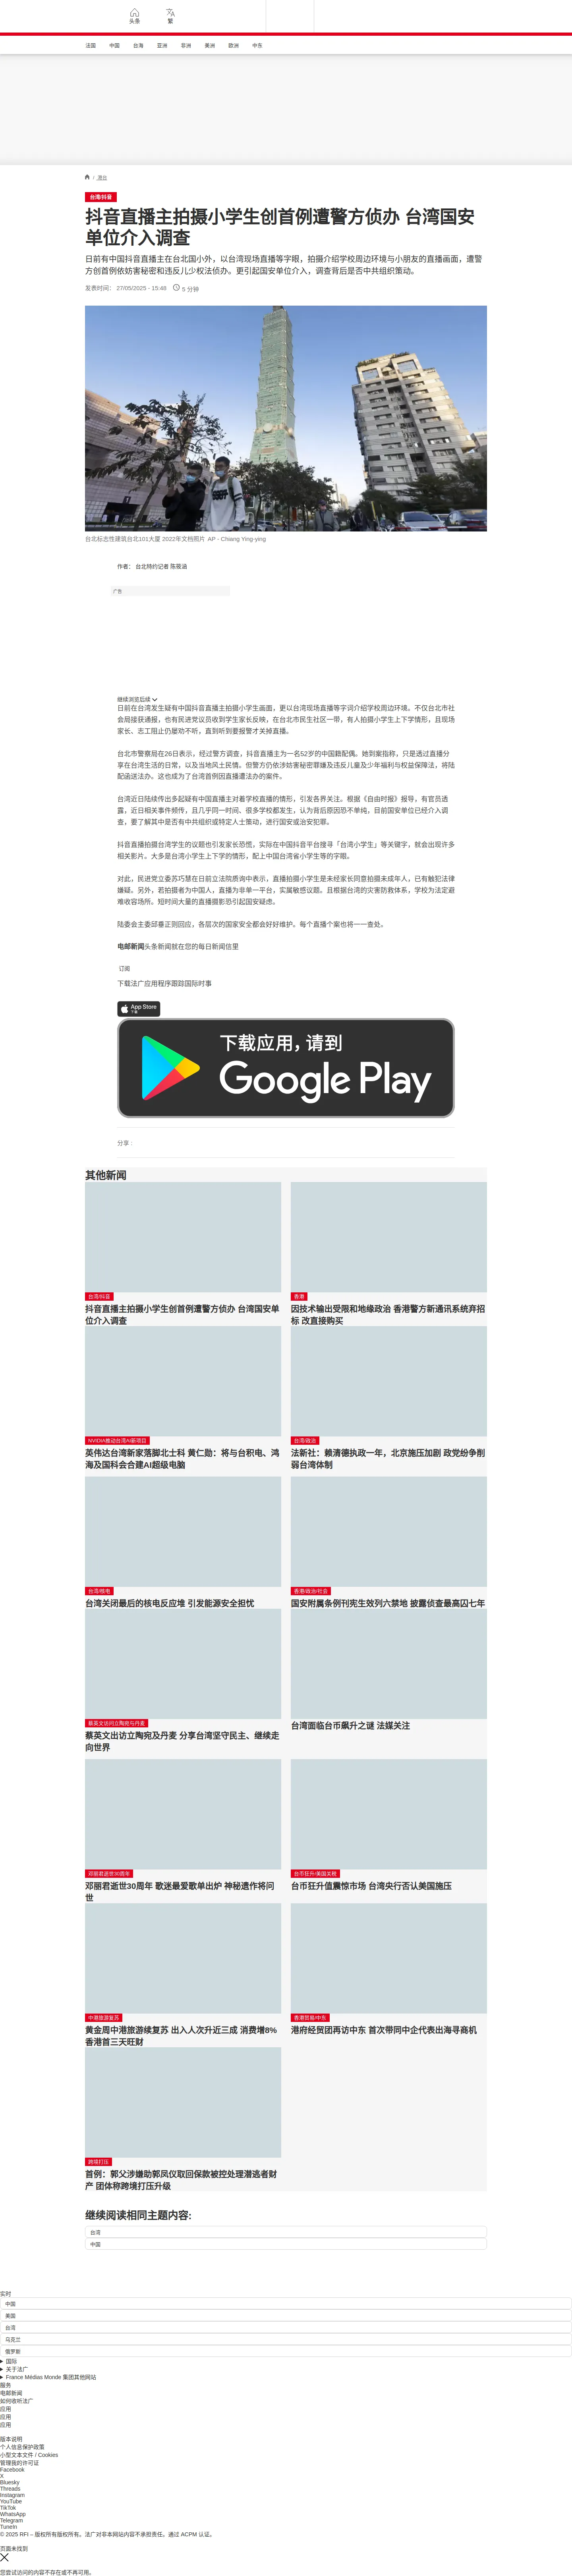 头条
繁
法国 中国 台海 亚洲 非洲 美洲 欧洲 中东
/ 港台
台湾/抖音
抖音直播主拍摄小学生创首例遭警方侦办 台湾国安
单位介入调查
日前有中国抖音直播主在台北国小外，以台湾现场直播等字眼，拍摄介绍学校周边环境与小朋友的直播画面，遭警
方创首例依妨害秘密和违反儿少权法侦办。更引起国安单位介入，调查背后是否中共组织策动。
发表时间： 27/05/2025 - 15:48 5 分钟
台北标志性建筑台北101大厦 2022年文档照片 AP - Chiang Ying-ying
作者： 台北特约记者 陈筱涵
广告
继续浏览后续
日前在台湾发生疑有中国抖音直播主拍摄小学生画面，更以台湾现场直播等字词介绍学校周边环境。不仅台北市社
会局接获通报，也有民进党议员收到学生家长反映，在台北市民生社区一带，有人拍摄小学生上下学情形，且现场
家长、志工阻止仍屡劝不听，直到听到要报警才关掉直播。
台北市警察局在26日表示，经过警方调查，抖音直播主为一名52岁的中国籍配偶。她到案指称，只是透过直播分
享在台湾生活的日常，以及当地风土民情。但警方仍依涉妨害秘密罪嫌及违反儿童及少年福利与权益保障法，将陆
配函送法办。这也成为了台湾首例因直播遭法办的案件。
台湾近日陆续传出多起疑有中国直播主对着学校直播的情形，引发各界关注。根据《自由时报》报导，有官员透
露，近日相关事件频传，且几乎同一时间、很多学校都发生，认为背后原因恐不单纯，目前国安单位已经介入调
查，要了解其中是否有中共组织或特定人士策动，进行国安或治安犯罪。
抖音直播拍摄台湾学生的议题也引发家长恐慌，实际在中国抖音平台搜寻「台湾小学生」等关键字，就会出现许多
相关影片。大多是台湾小学生上下学的情形，配上中国台湾省小学生等的字眼。
对此，民进党立委苏巧慧在日前立法院质询中表示，直播拍摄小学生是未经家长同意拍摄未成年人，已有触犯法律
嫌疑。另外，若拍摄者为中国人，直播为非单一平台，实属敏感议题。且根据台湾的灾害防救体系，学校为法定避
难收容场所。短时间大量的直播摄影恐引起国安疑虑。
陆委会主委邱垂正则回应，各层次的国家安全都会好好维护。每个直播个案也将一一查处。
电邮新闻头条新闻就在您的每日新闻信里
订阅
下载法广应用程序跟踪国际时事
App Store
下载
下载应用，请到
Google Play
分享 :
其他新闻
台湾/抖音
抖音直播主拍摄小学生创首例遭警方侦办 台湾国安单
位介入调查
香港
因技术输出受限和地缘政治 香港警方新通讯系统弃招
标 改直接购买
NVIDIA推动台湾AI新项目
英伟达台湾新家落脚北士科 黄仁勋：将与台积电、鸿
海及国科会合建AI超级电脑
台湾/政治
法新社：赖清德执政一年，北京施压加剧 政党纷争削
弱台湾体制
台湾/核电
台湾关闭最后的核电反应堆 引发能源安全担忧
香港/政治/社会
国安附属条例刊宪生效列六禁地 披露侦查最高囚七年
蔡英文访问立陶宛与丹麦
蔡英文出访立陶宛及丹麦 分享台湾坚守民主、继续走
向世界
台湾面临台币飙升之谜 法媒关注
邓丽君逝世30周年
邓丽君逝世30周年 歌迷最爱歌单出炉 神秘遗作将问
世
台币狂升/美国关税
台币狂升值震惊市场 台湾央行否认美国施压
中港旅游复苏
黄金周中港旅游续复苏 出入人次升近三成 消费增8%
香港首三天旺财
香港贸易/中东
港府经贸团再访中东 首次带同中企代表出海寻商机
跨境打压
首例：郭父涉嫌助郭凤仪取回保款被控处理潜逃者财
产 团体称跨境打压升级
继续阅读相同主题内容:
台湾
中国
实时
中国
美国
台湾
乌克兰
俄罗斯
国际
关于法广
France Médias Monde 集团其他网站
服务
电邮新闻
如何收听法广
应用
应用
应用
版本说明
个人信息保护政策
小型文本文件 / Cookies
管理我的许可证
Facebook
X
Bluesky
Threads
Instagram
YouTube
TikTok
WhatsApp
Telegram
TuneIn
© 2025 RFI – 版权所有版权所有。法广对非本网站内容不承担责任。通过 ACPM 认证。
页面未找到
您尝试访问的内容不存在或不再可用。